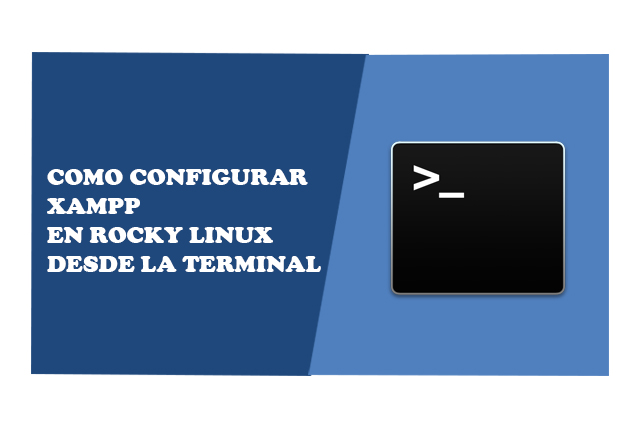 COMO CONFIGURAR
XAMPP
EN ROCKY LINUX
DESDE LA TERMINAL
>_